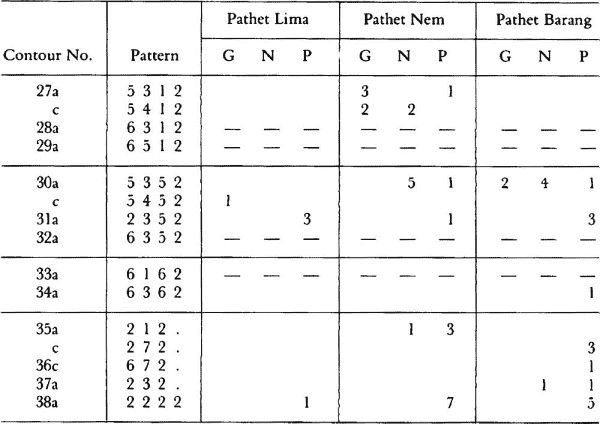 Pathet Lima Pathet Nem Pathet Barang
Contour No. Pattern G N P G N P G N P
27a 5 3 1 2 3 1
c 5 4 1 2 2 2
28a 6 3 1 2 — — — — — — — — —
29a 6 5 1 2 — — — — — — — — —
30a 5 3 5 2 5 1 2 4 1
c 5 4 5 2 1
31a 2 3 5 2 3 1 3
32a 6 3 5 2 — — — — — — — — —
33a 6 1 6 2 — — — — — — — — —
34a 6 3 6 2 1
35a 2 1 2 . 1 3
c 2 7 2 . 3
36c 6 7 2 . 1
37a 2 3 2 . 1 1
38a 2 2 2 2 1 7 5